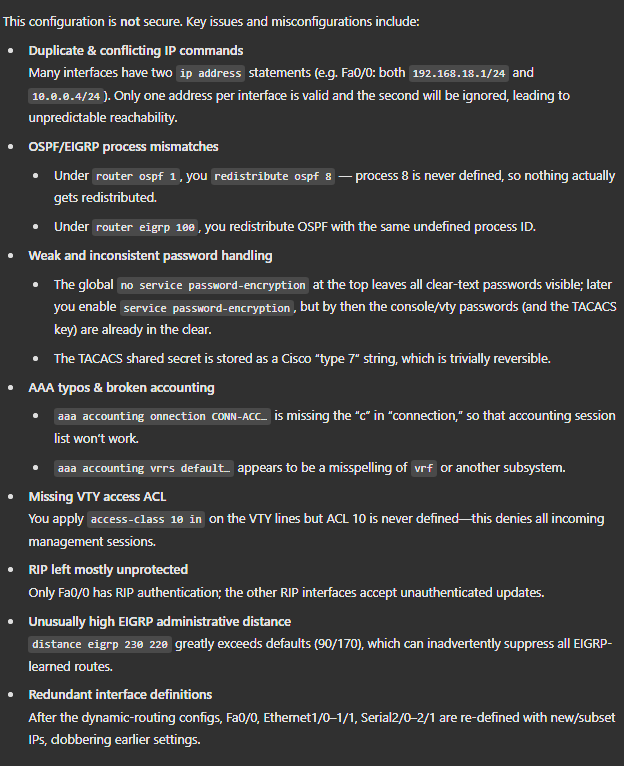 This configuration is not secure. Key issues and misconfigurations include:
Duplicate & conflicting IP commands
Many interfaces have two ip address statements (e.g. Fa0/0: both 192.168.18.1/24 and
10.0.0.4/24). Only one address per interface is valid and the second will be ignored, leading to
unpredictable reachability.
OSPF/EIGRP process mismatches
Under router ospf 1, you redistribute ospf 8 — process 8 is never defined, so nothing actually
gets redistributed.
Under router eigrp 100, you redistribute OSPF with the same undefined process ID.
Weak and inconsistent password handling
The global no service password-encryption at the top leaves all clear-text passwords visible; later
you enable service password-encryption, but by then the console/vty passwords (and the TACACS
key) are already in the clear.
The TACACS shared secret is stored as a Cisco “type 7” string, which is trivially reversible.
AAA typos & broken accounting
aaa accounting onnection CONN-ACC… is missing the “c” in “connection,” so that accounting session
list won’t work.
aaa accounting vrrs default… appears to be a misspelling of vrf or another subsystem.
Missing VTY access ACL
You apply access-class 10 in on the VTY lines but ACL 10 is never defined—this denies all incoming
management sessions.
RIP left mostly unprotected
Only Fa0/0 has RIP authentication; the other RIP interfaces accept unauthenticated updates.
Unusually high EIGRP administrative distance
distance eigrp 230 220 greatly exceeds defaults (90/170), which can inadvertently suppress all EIGRP-
learned routes.
Redundant interface definitions
After the dynamic-routing configs, Fa0/0, Ethernet1/0–1/1, Serial2/0–2/1 are re-defined with new/subset
IPs, clobbering earlier settings.